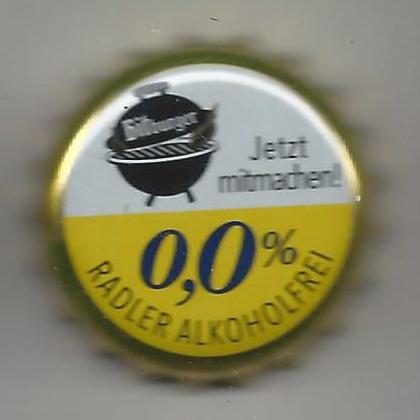 Bitburger
Jetzt
mitmachen!
0,0%
RADLER ALKOHOLFREI